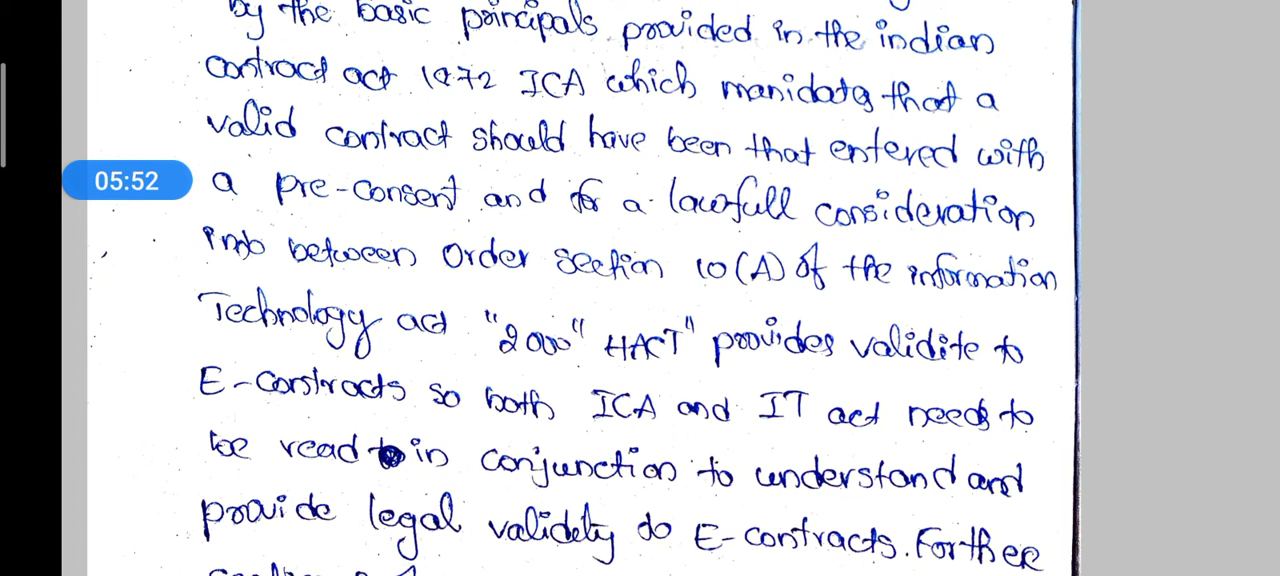 by the basic principals provided in the indian
contract act 1872 ICA which manidates that a
valid contract should have been that entered with
05:52
a pre-consent and for a lawfull consideration
into between Order section 10 (A) of the information
Technology act "2000" HACT" provides validite to
E-contracts so both ICA and IT act needs to
be read in conjunction to understand and
provide legal validity to E-contracts. Forther